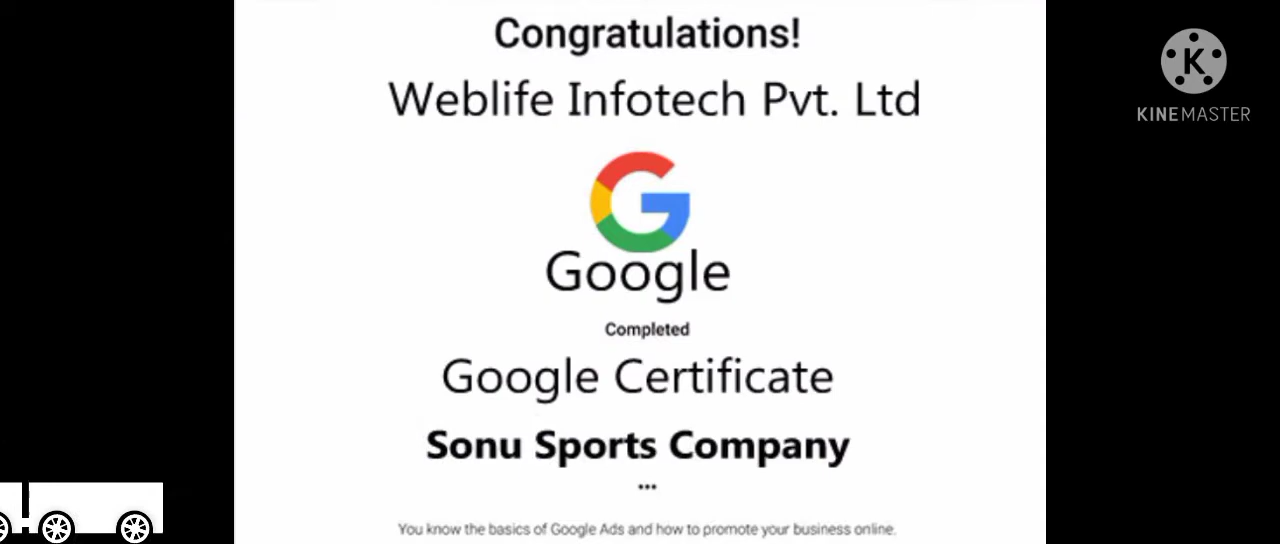 Congratulations!
Weblife Infotech Pvt. Ltd
Google
Completed
Google Certificate
Sonu Sports Company
...
You know the basics of Google Ads and how to promote your business online.
K
KINEMASTER